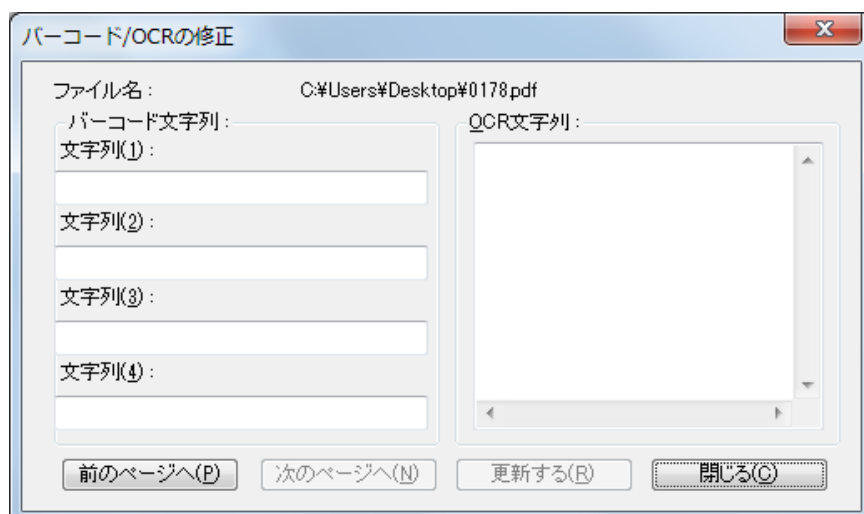 バーコード/OCRの修正
ファイル名： C:¥Users¥Desktop¥0178.pdf
バーコード文字列：
文字列(1)：
文字列(2)：
文字列(3)：
文字列(4)：
OCR文字列：
前のページへ(P) 次のページへ(N) 更新する(R) 閉じる(C)